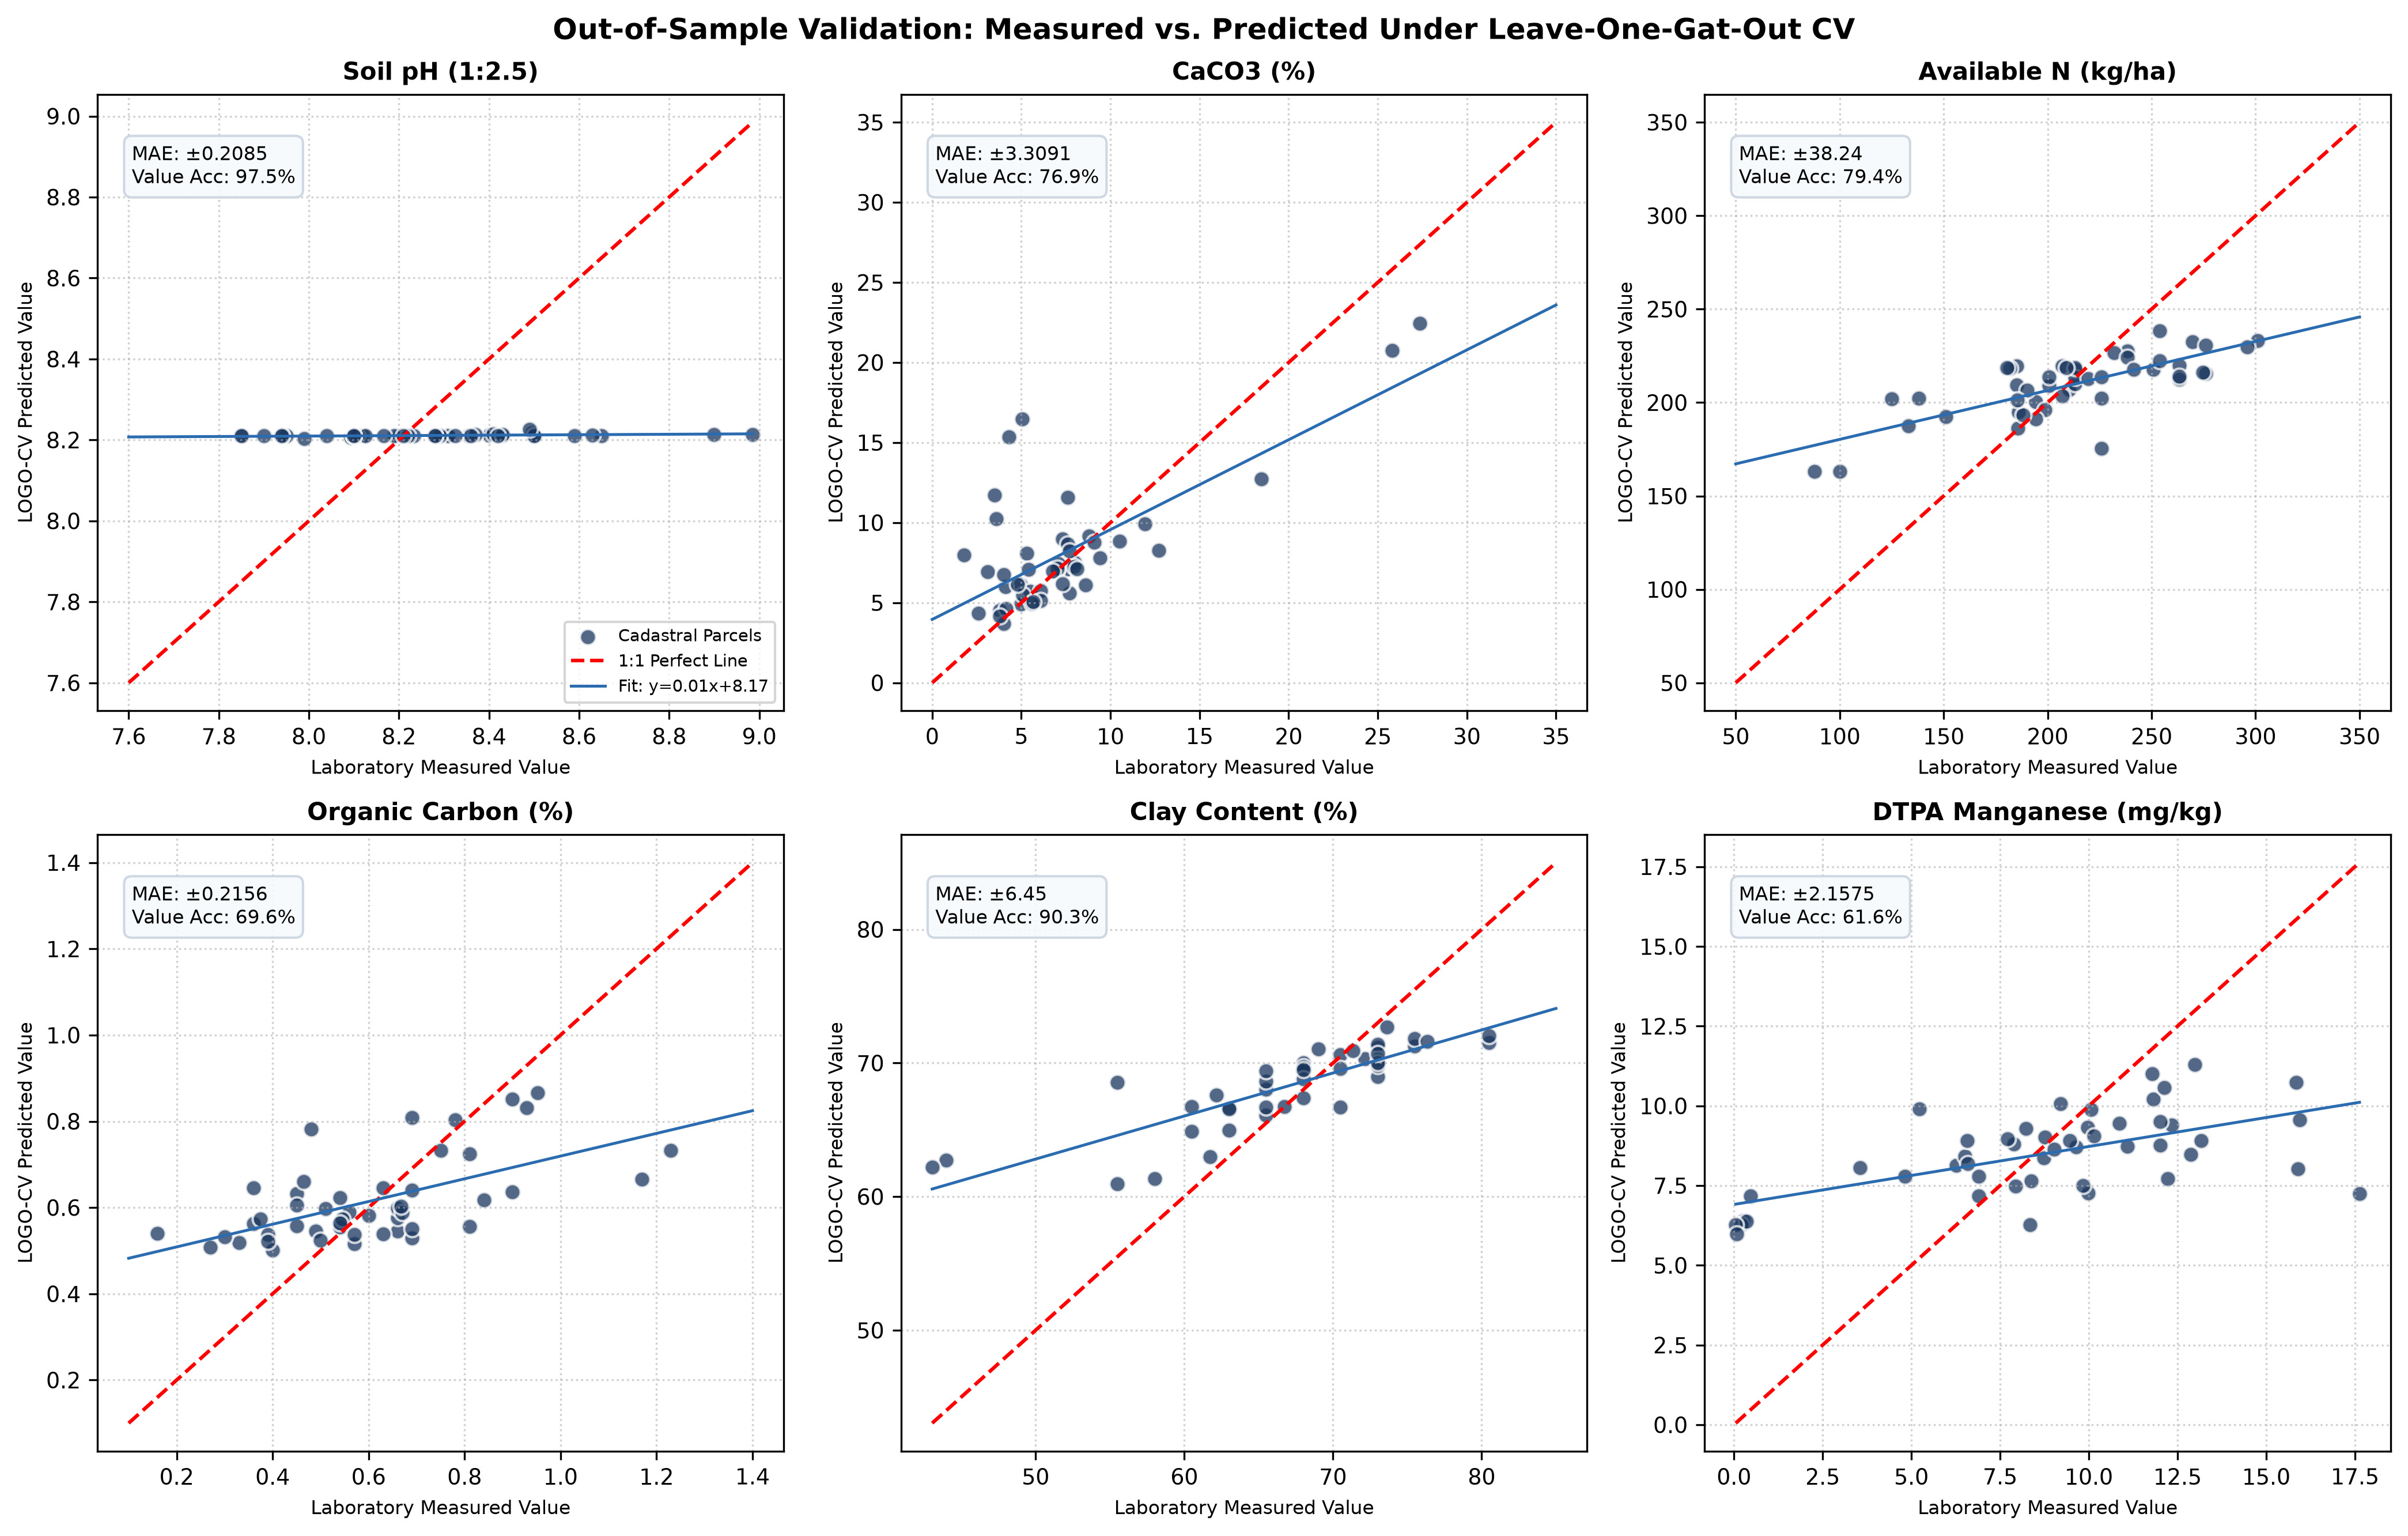 Out-of-Sample Validation: Measured vs. Predicted Under Leave-One-Gat-Out CV
Soil pH (1:2.5)
LOGO-CV Predicted Value
9.0
8.8
8.6
8.4
8.2
8.0
7.8
7.6
MAE: ±0.2085
Value Acc: 97.5%
Cadastral Parcels
1:1 Perfect Line
Fit: y=0.01x+8.17
7.6 7.8 8.0 8.2 8.4 8.6 8.8 9.0
Laboratory Measured Value
CaCO3 (%)
LOGO-CV Predicted Value
35
30
25
20
15
10
5
0
MAE: ±3.3091
Value Acc: 76.9%
0 5 10 15 20 25 30 35
Laboratory Measured Value
Available N (kg/ha)
LOGO-CV Predicted Value
350
300
250
200
150
100
50
MAE: ±38.24
Value Acc: 79.4%
50 100 150 200 250 300 350
Laboratory Measured Value
Organic Carbon (%)
LOGO-CV Predicted Value
1.4
1.2
1.0
0.8
0.6
0.4
0.2
MAE: ±0.2156
Value Acc: 69.6%
0.2 0.4 0.6 0.8 1.0 1.2 1.4
Laboratory Measured Value
Clay Content (%)
LOGO-CV Predicted Value
80
70
60
50
MAE: ±6.45
Value Acc: 90.3%
50 60 70 80
Laboratory Measured Value
DTPA Manganese (mg/kg)
LOGO-CV Predicted Value
17.5
15.0
12.5
10.0
7.5
5.0
2.5
0.0
MAE: ±2.1575
Value Acc: 61.6%
0.0 2.5 5.0 7.5 10.0 12.5 15.0 17.5
Laboratory Measured Value